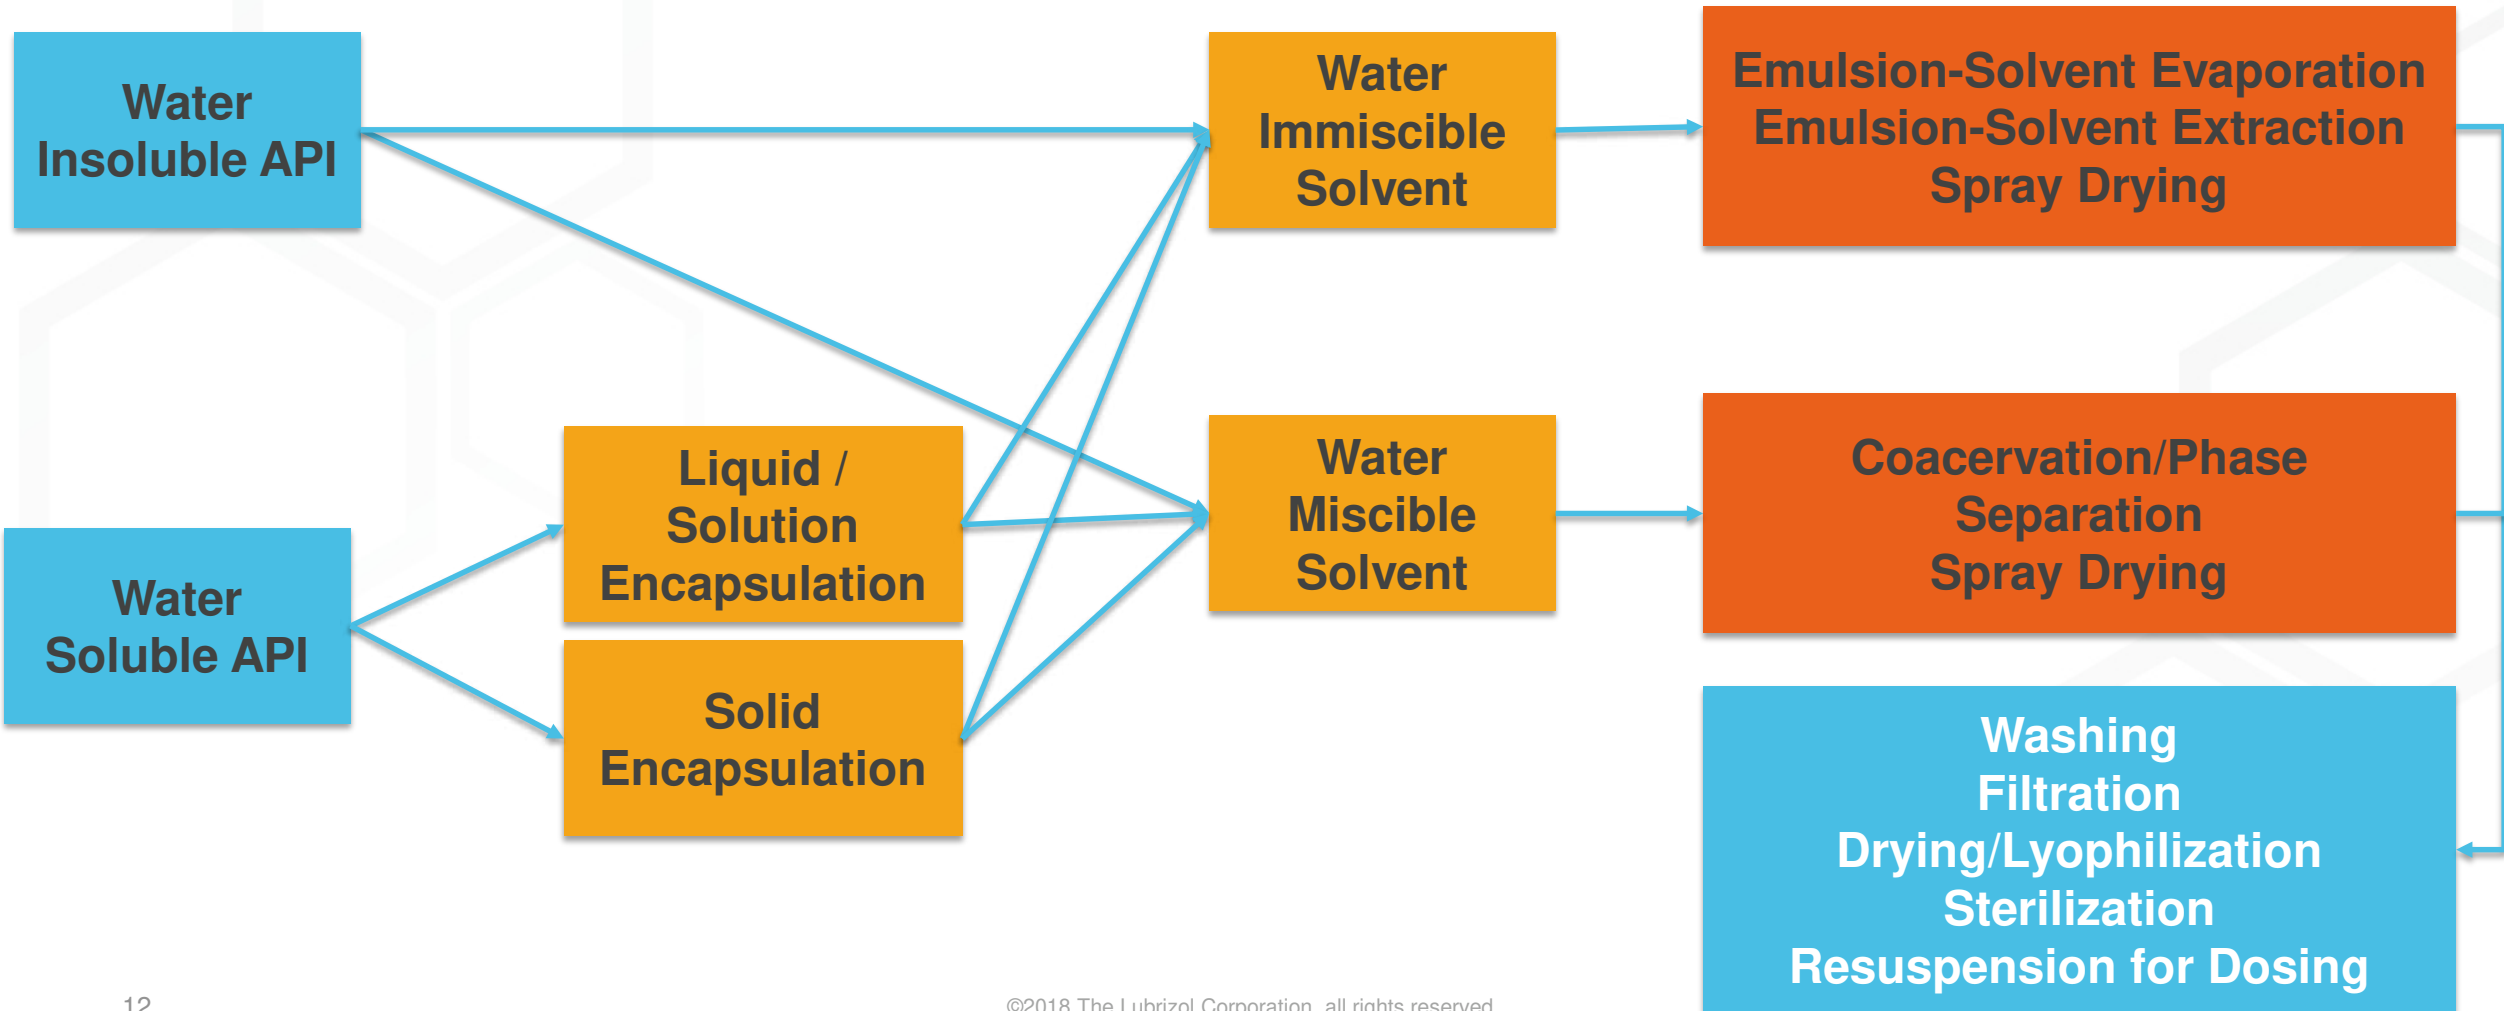 Water
Insoluble API
Water
Immiscible
Solvent
Emulsion-Solvent Evaporation
Emulsion-Solvent Extraction
Spray Drying
Liquid /
Solution
Encapsulation
Water
Miscible
Solvent
Coacervation/Phase
Separation
Spray Drying
Water
Soluble API
Solid
Encapsulation
Washing
Filtration
Drying/Lyophilization
Sterilization
Resuspension for Dosing
12
©2018 The Lubrizol Corporation, all rights reserved